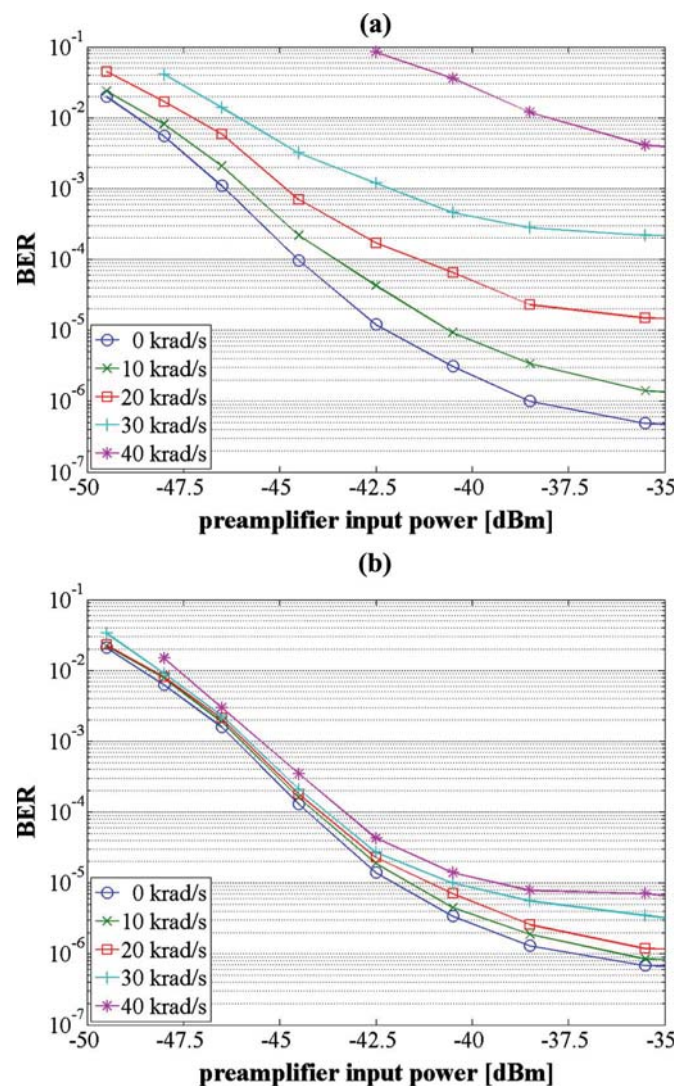 (a)
10^-1
10^-2
10^-3
10^-4
10^-5
10^-6
10^-7
BER
0 krad/s
10 krad/s
20 krad/s
30 krad/s
40 krad/s
-50 -47.5 -45 -42.5 -40 -37.5 -35
preamplifier input power [dBm]
(b)
10^-1
10^-2
10^-3
10^-4
10^-5
10^-6
10^-7
BER
0 krad/s
10 krad/s
20 krad/s
30 krad/s
40 krad/s
-50 -47.5 -45 -42.5 -40 -37.5 -35
preamplifier input power [dBm]